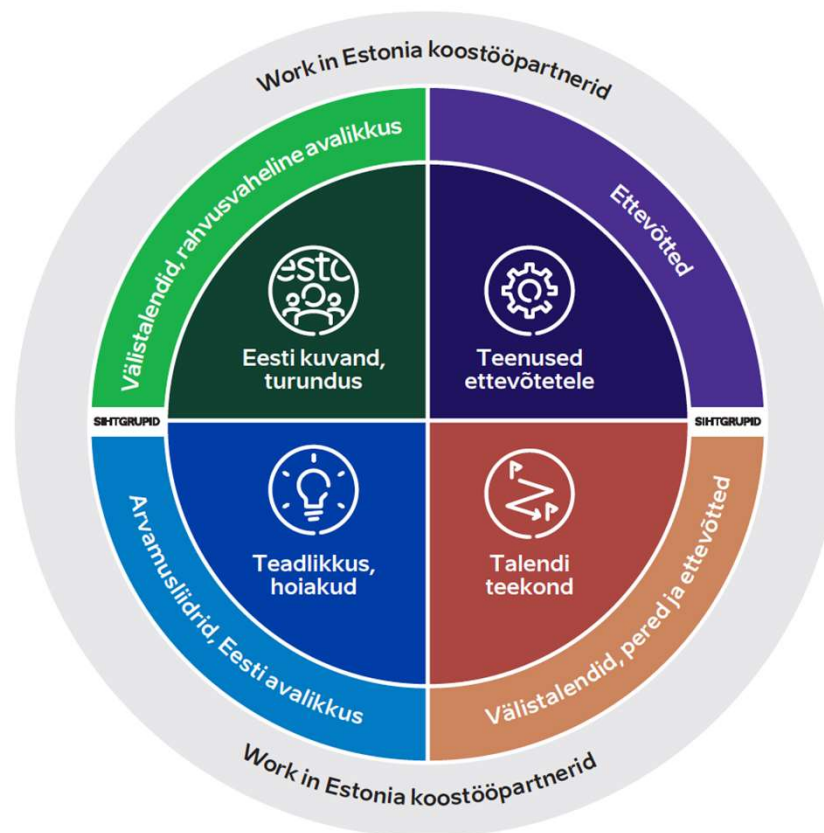 Work in Estonia koostööpartnerid
Välistalendid, rahvusvaheline avalikkus
Ettevõtted
esto
Eesti kuvand,
turundus
Teenused
ettevõtetele
SIHTGRUPID
SIHTGRUPID
Teadlikkus,
hoiakud
Talendi
teekond
Arvamusliidrid, Eesti avalikkus
Välistalendid, pered ja ettevõtted
Work in Estonia koostööpartnerid